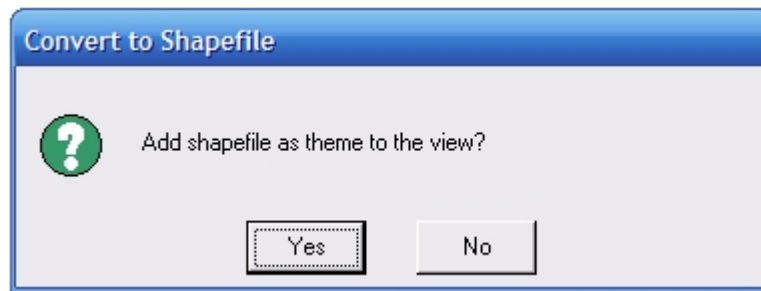 Convert to Shapefile
Add shapefile as theme to the view?
Yes
No